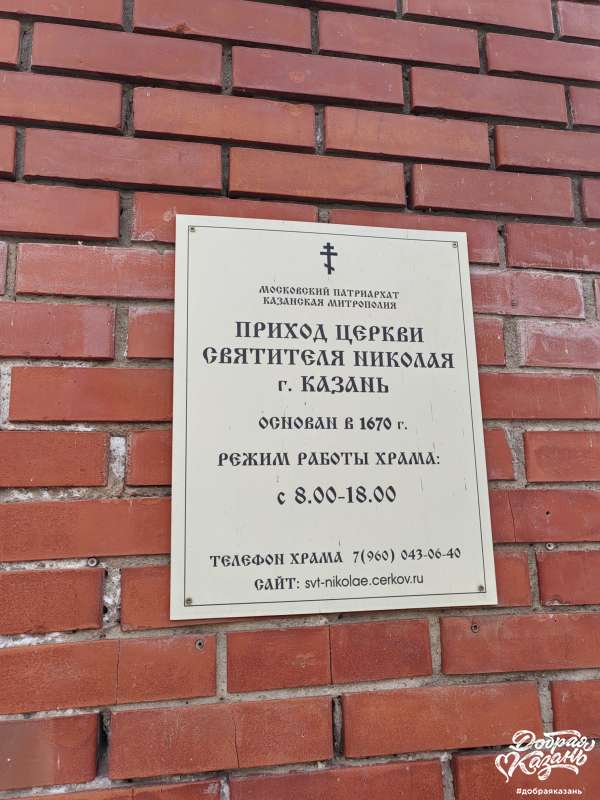 МОСКОВСКИЙ ПАТРИАРХАТ
КАЗАНСКАЯ МИТРОПОЛИЯ
ПРИХОД ЦЕРКВИ
СВЯТИТЕЛЯ НИКОЛАЯ
г. КАЗАНЬ
ОСНОВАН В 1670 г.
РЕЖИМ РАБОТЫ ХРАМА:
с 8.00-18.00
ТЕЛЕФОН ХРАМА 7(960) 043-06-40
САЙТ: svt-nikolae.cerkov.ru
Добрая
Казань
#добраяказань